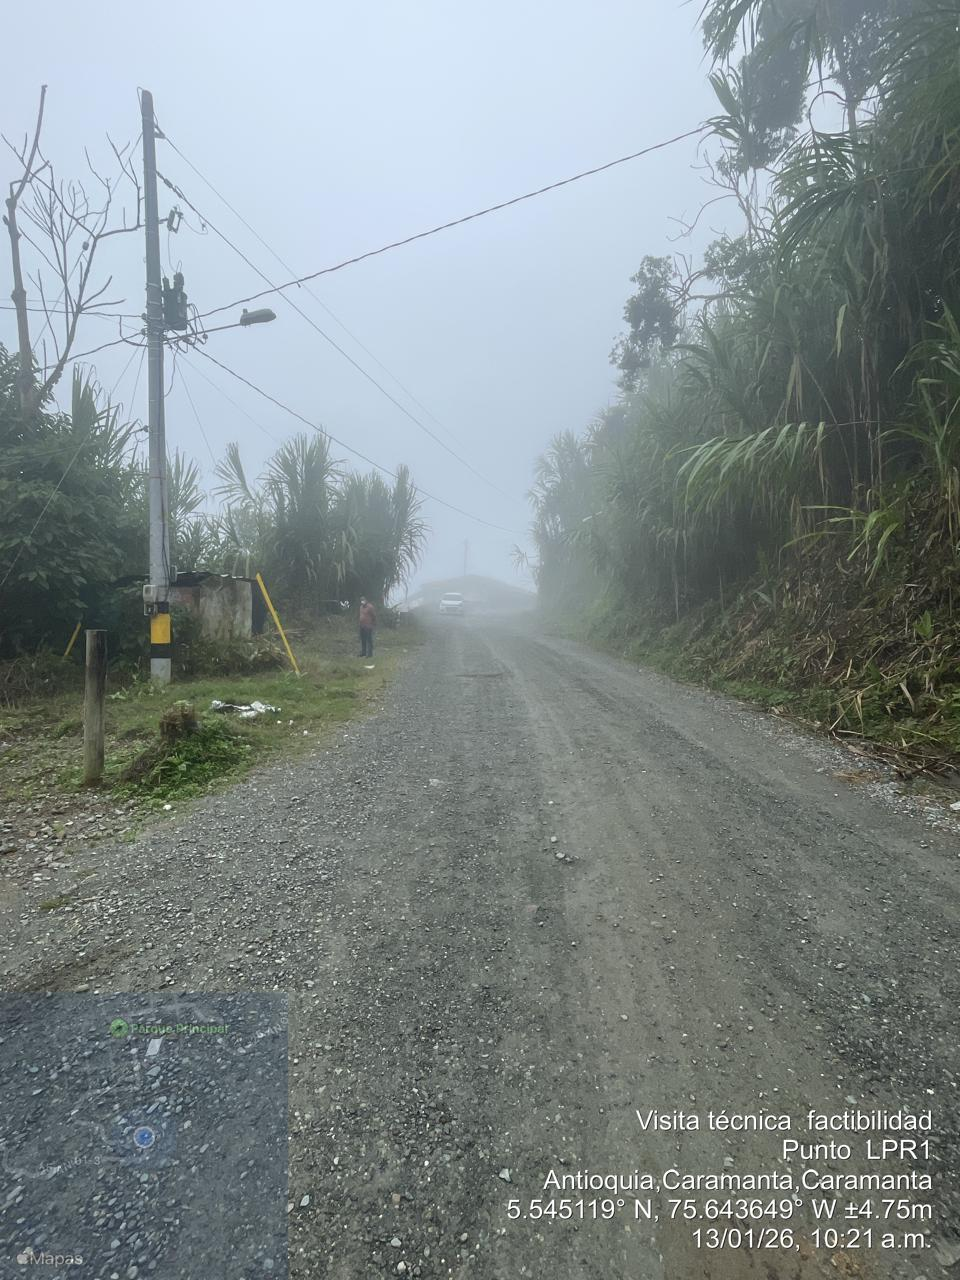 Parque Principal
Mapas
Visita técnica factibilidad
Punto LPR1
Antioquia,Caramanta,Caramanta
5.545119° N, 75.643649° W ±4.75m
13/01/26, 10:21 a.m.